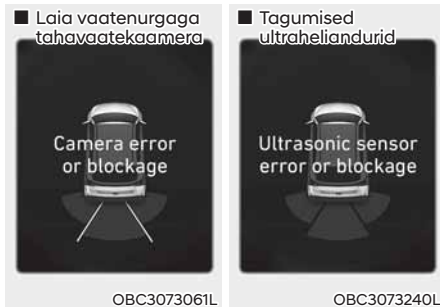 ■ Laia vaatenurgaga
tahavaatekaamera
Camera error
or blockage
OBC3073061L
■ Tagumised
ultraheliandurid
Ultrasonic sensor
error or blockage
OBC3073240L